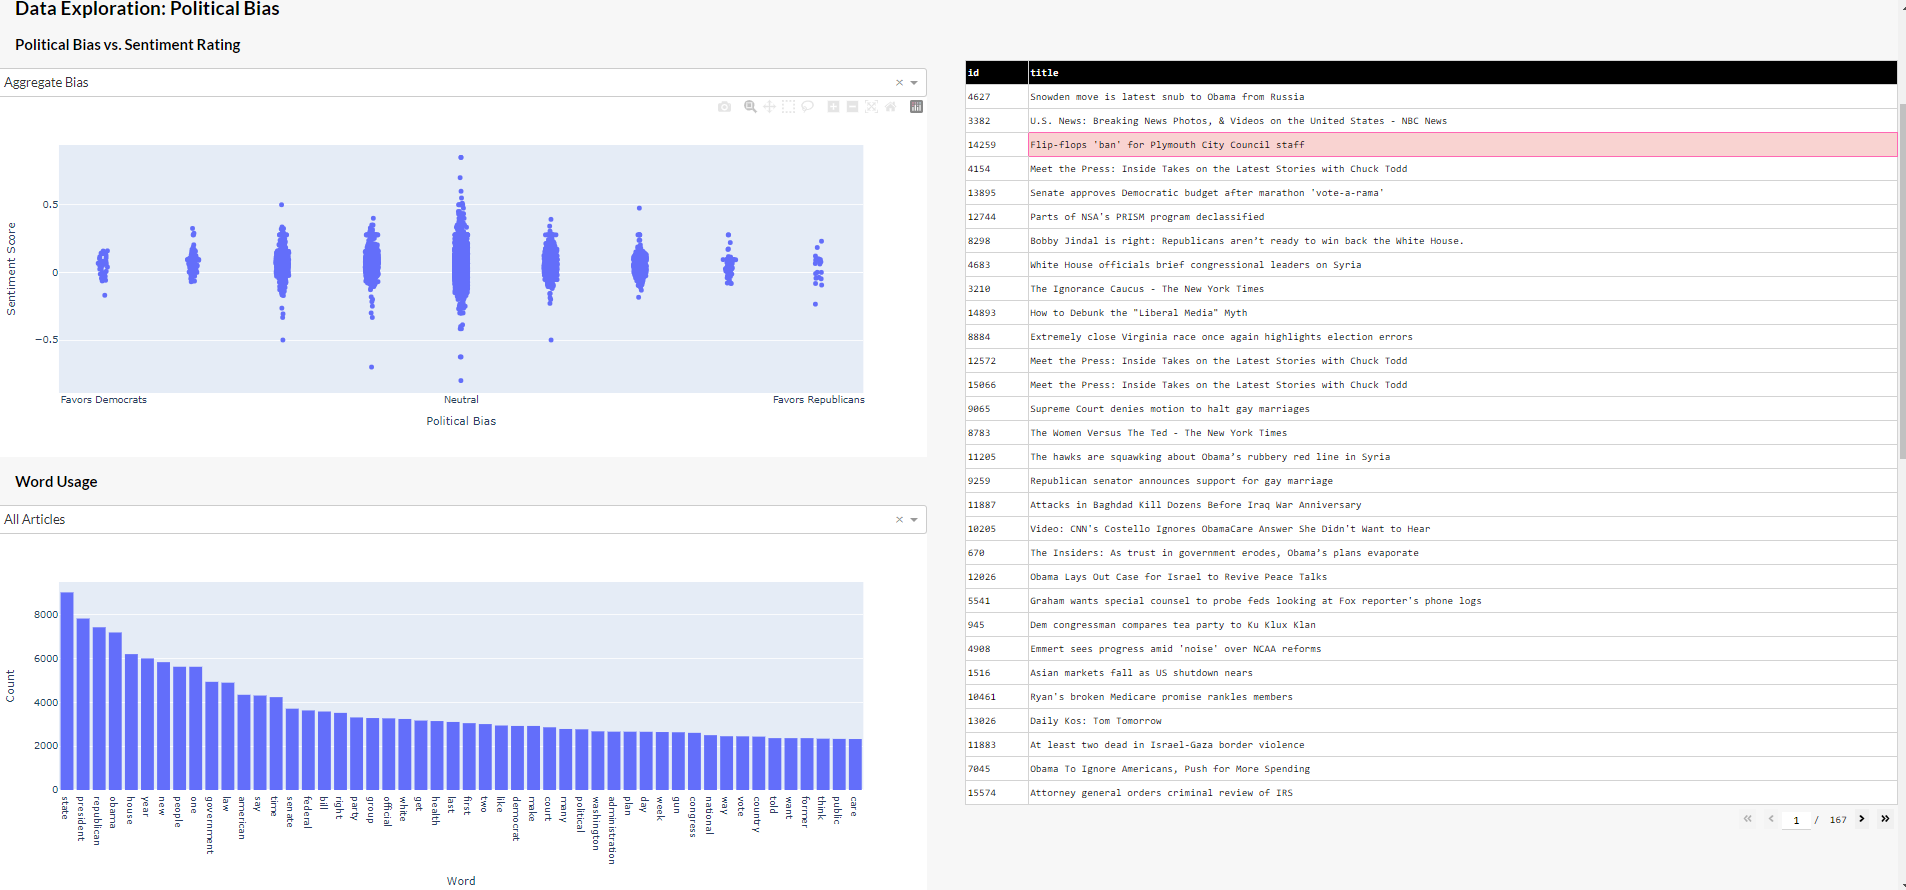 Data Exploration: Political Bias
Political Bias vs. Sentiment Rating
Aggregate Bias
×
Sentiment Score
0.5
0
−0.5
Favors Democrats
Neutral
Favors Republicans
Political Bias
Word Usage
All Articles
×
Count
8000
6000
4000
2000
0
state
president
republican
obama
house
year
new
people
one
government
law
american
say
time
senate
federal
bill
right
party
group
official
white
get
health
last
first
two
like
democrat
make
court
many
political
washington
administration
plan
day
week
gun
congress
national
way
vote
country
told
want
former
think
public
care
Word
id title
4627 Snowden move is latest snub to Obama from Russia
3382 U.S. News: Breaking News Photos, & Videos on the United States - NBC News
14259 Flip-flops 'ban' for Plymouth City Council staff
4154 Meet the Press: Inside Takes on the Latest Stories with Chuck Todd
13895 Senate approves Democratic budget after marathon 'vote-a-rama'
12744 Parts of NSA's PRISM program declassified
8298 Bobby Jindal is right: Republicans aren’t ready to win back the White House.
4683 White House officials brief congressional leaders on Syria
3210 The Ignorance Caucus - The New York Times
14893 How to Debunk the "Liberal Media" Myth
8884 Extremely close Virginia race once again highlights election errors
12572 Meet the Press: Inside Takes on the Latest Stories with Chuck Todd
15066 Meet the Press: Inside Takes on the Latest Stories with Chuck Todd
9065 Supreme Court denies motion to halt gay marriages
8783 The Women Versus The Ted - The New York Times
11205 The hawks are squawking about Obama’s rubbery red line in Syria
9259 Republican senator announces support for gay marriage
11887 Attacks in Baghdad Kill Dozens Before Iraq War Anniversary
10205 Video: CNN's Costello Ignores ObamaCare Answer She Didn't Want to Hear
670 The Insiders: As trust in government erodes, Obama’s plans evaporate
12026 Obama Lays Out Case for Israel to Revive Peace Talks
5541 Graham wants special counsel to probe feds looking at Fox reporter's phone logs
945 Dem congressman compares tea party to Ku Klux Klan
4908 Emmert sees progress amid 'noise' over NCAA reforms
1516 Asian markets fall as US shutdown nears
10461 Ryan's broken Medicare promise rankles members
13026 Daily Kos: Tom Tomorrow
11883 At least two dead in Israel-Gaza border violence
7045 Obama To Ignore Americans, Push for More Spending
15574 Attorney general orders criminal review of IRS
1 / 167